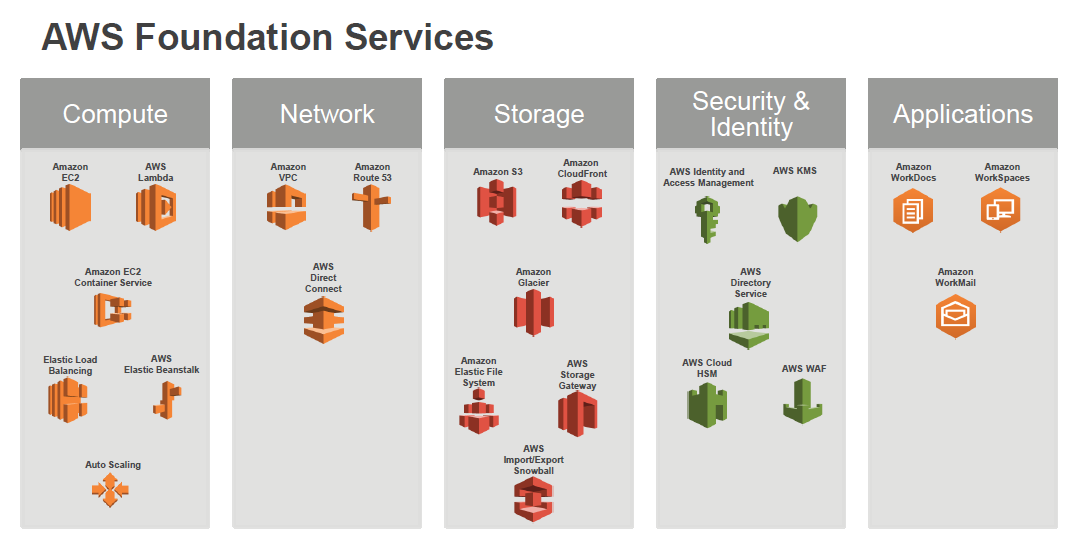 AWS Foundation Services
Compute
Amazon
EC2
AWS
Lambda
Amazon EC2
Container Service
Elastic Load
Balancing
AWS
Elastic Beanstalk
Auto Scaling
Network
Amazon
VPC
Amazon
Route 53
AWS
Direct
Connect
Storage
Amazon S3
Amazon
CloudFront
Amazon
Glacier
Amazon
Elastic File
System
AWS
Storage
Gateway
AWS
Import/Export
Snowball
Security &
Identity
AWS Identity and
Access Management
AWS KMS
AWS
Directory
Service
AWS Cloud
HSM
AWS WAF
Applications
Amazon
WorkDocs
Amazon
WorkSpaces
Amazon
WorkMail